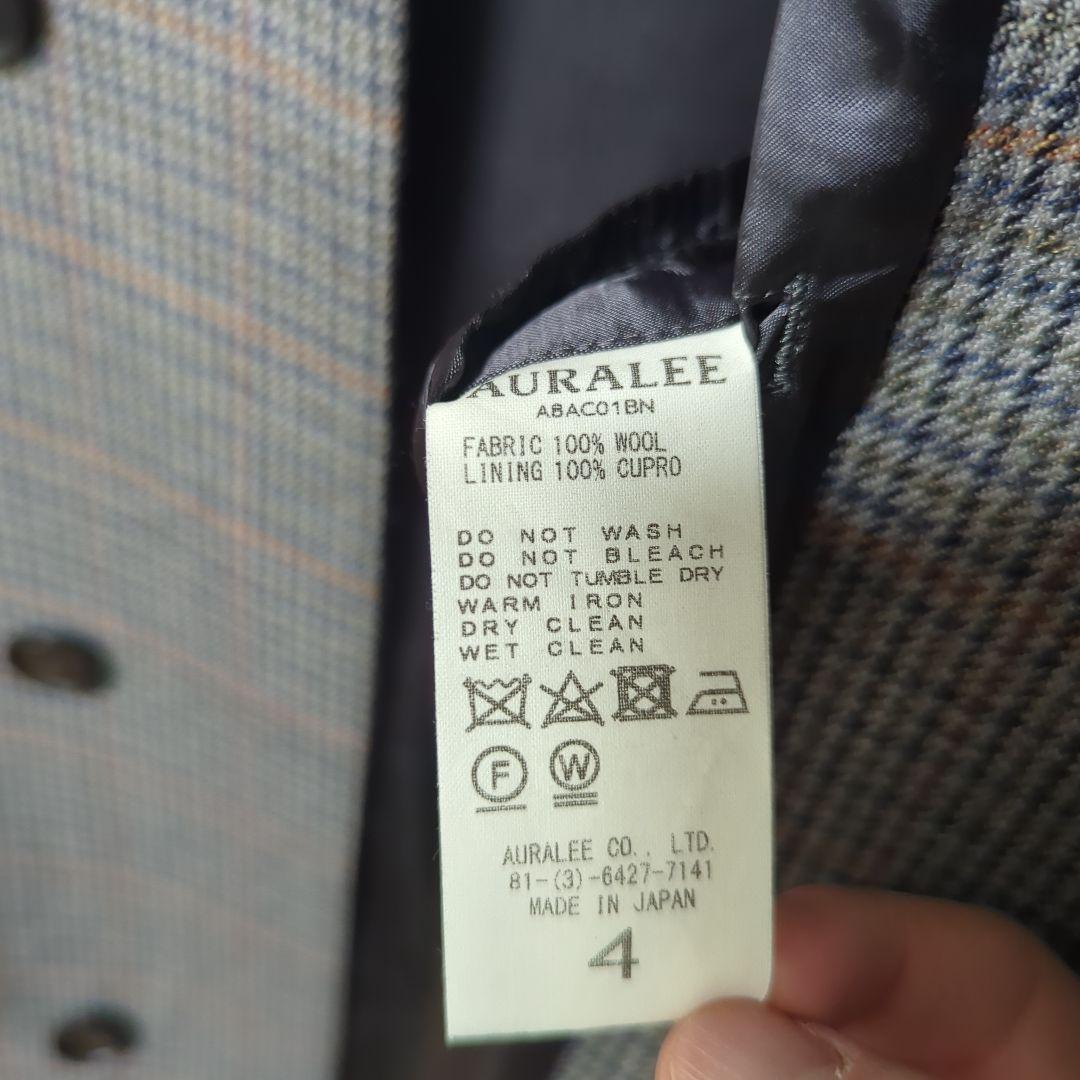 AURALEE
A8AC01BN
FABRIC 100% WOOL
LINING 100% CUPRO
DO NOT WASH
DO NOT BLEACH
DO NOT TUMBLE DRY
WARM IRON
DRY CLEAN
WET CLEAN
F W
AURALEE CO., LTD.
81-(3)-6427-7141
MADE IN JAPAN
4